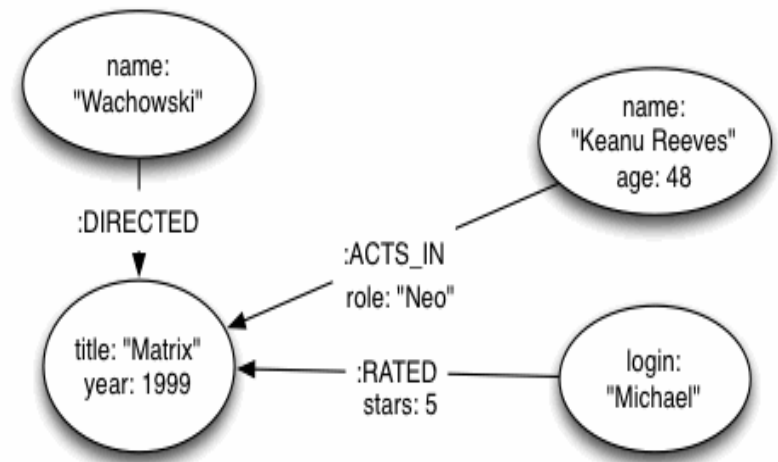 name:
"Wachowski"
name:
"Keanu Reeves"
age: 48
:DIRECTED
:ACTS_IN
role: "Neo"
title: "Matrix"
year: 1999
:RATED
stars: 5
login:
"Michael"